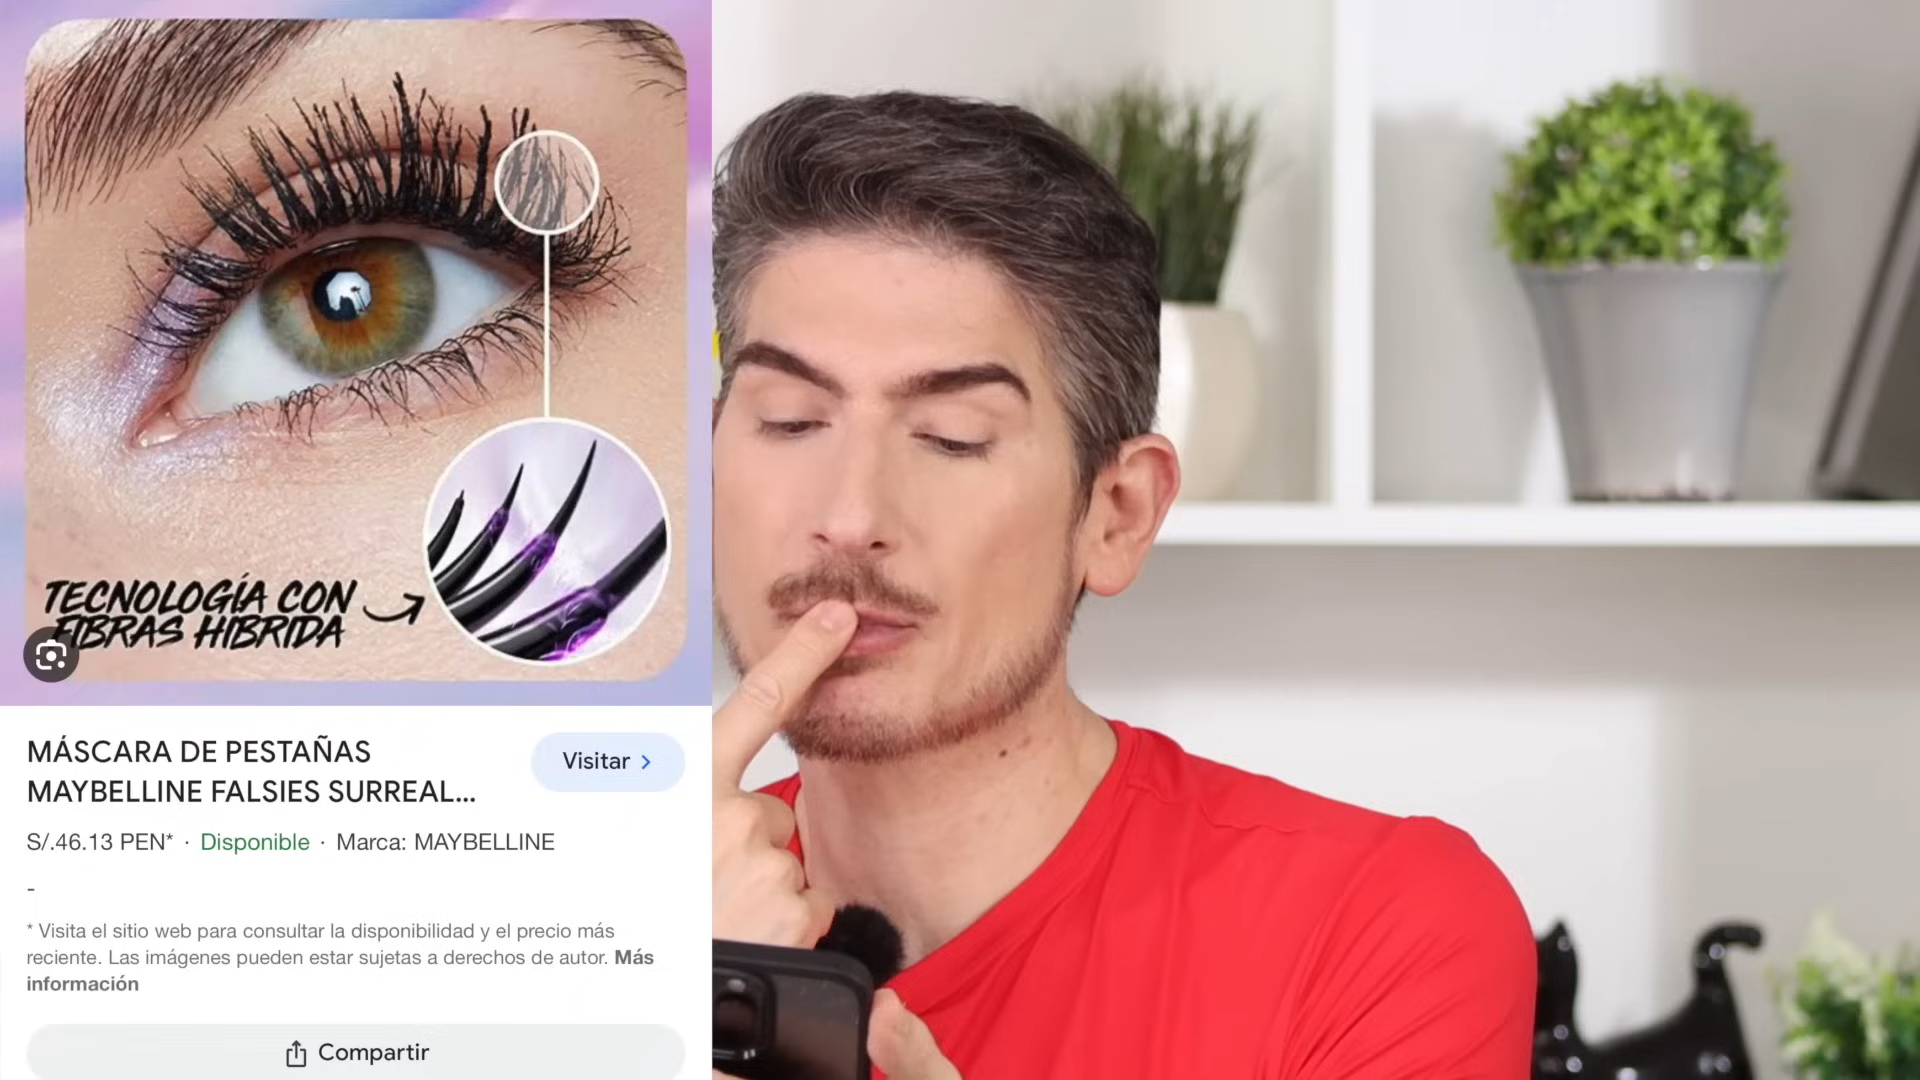 TECNOLOGÍA CON
FIBRAS HIBRIDA
MÁSCARA DE PESTAÑAS
MAYBELLINE FALSIES SURREAL...
Visitar
S/.46.13 PEN* · Disponible · Marca: MAYBELLINE
-
* Visita el sitio web para consultar la disponibilidad y el precio más
reciente. Las imágenes pueden estar sujetas a derechos de autor. Más
información
Compartir